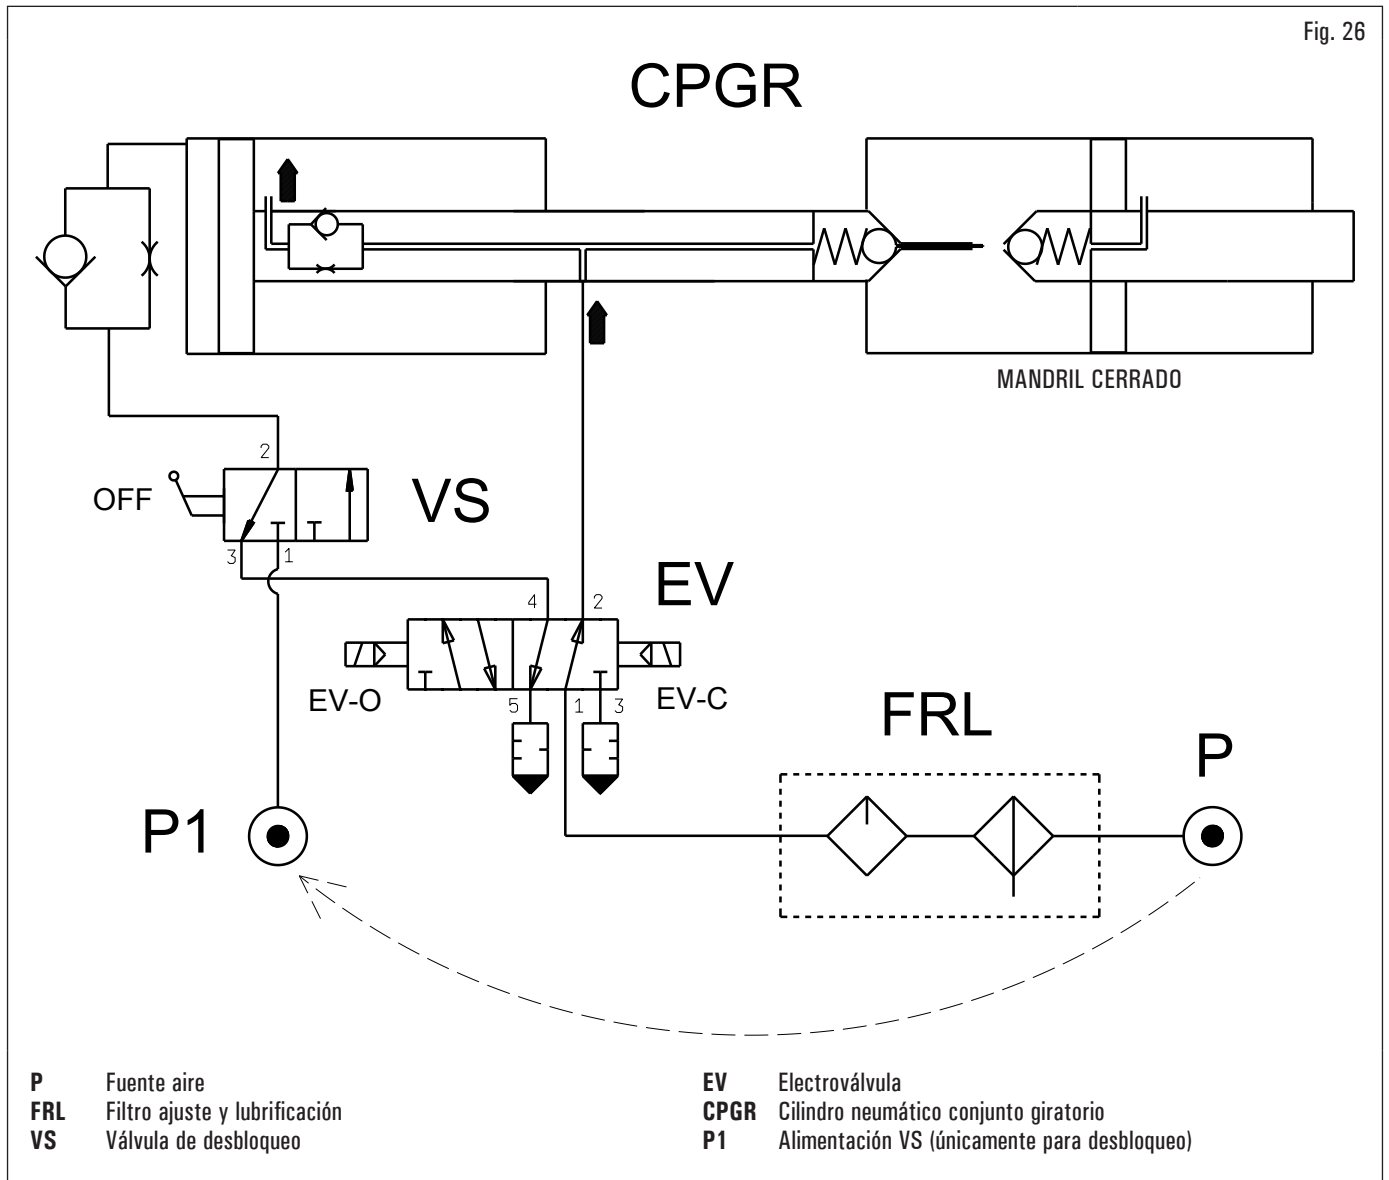 Fig. 26
CPGR
MANDRIL CERRADO
2
OFF
VS
3 1
EV
4 2
EV-O
EV-C
5 1 3
FRL
P
P1
P Fuente aire
FRL Filtro ajuste y lubrificación
VS Válvula de desbloqueo
EV Electroválvula
CPGR Cilindro neumático conjunto giratorio
P1 Alimentación VS (únicamente para desbloqueo)